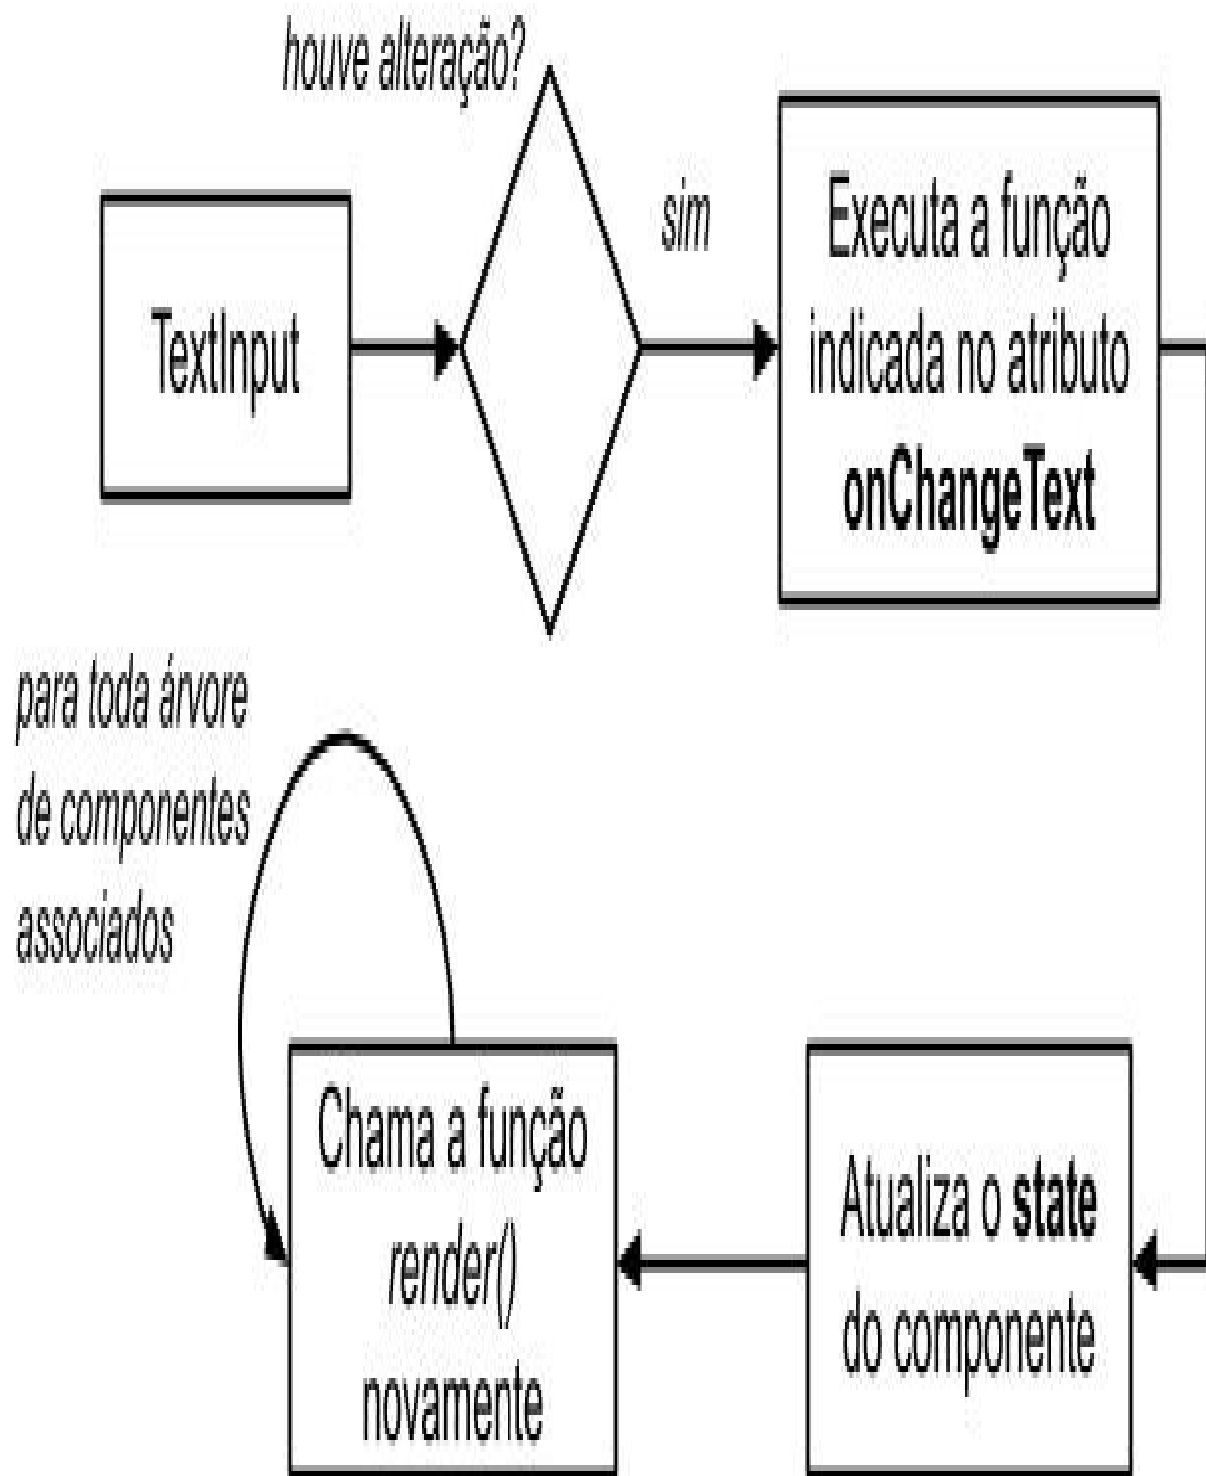 houve alteração?
TextInput
sim
Executa a função
indicada no atributo
onChangeText
para toda árvore
de componentes
associados
Chama a função
render()
novamente
Atualiza o state
do componente